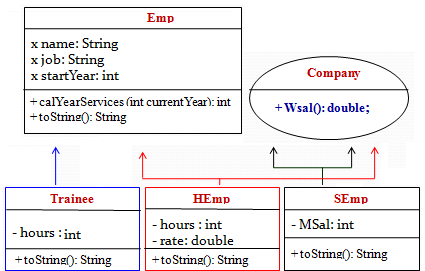 Emp
x name: String
x job: String
x startYear: int
+ calYearServices (int currentYear): int
+ toString(): String
Company
+ Wsal(): double;
Trainee
- hours : int
+ toString(): String
HEmp
- hours : int
- rate: double
+ toString(): String
SEmp
- MSal: int
+ toString(): String